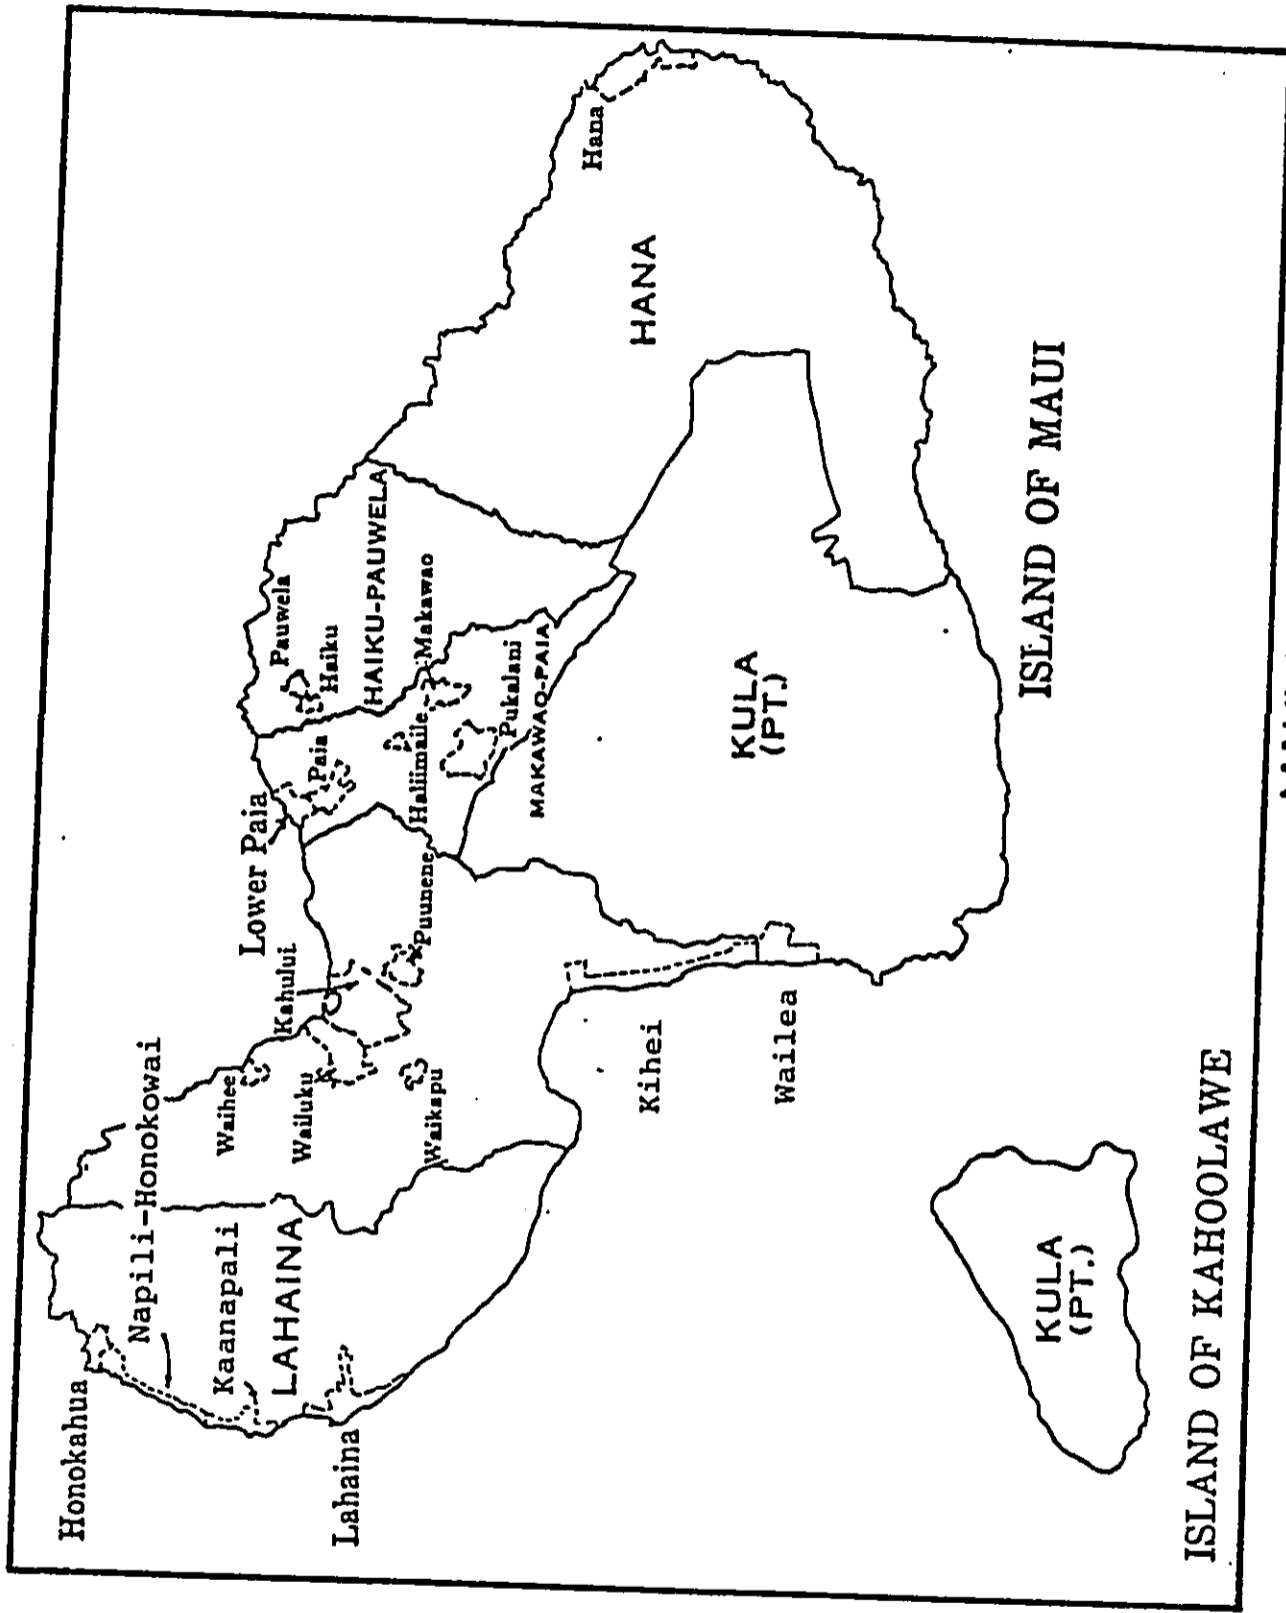 Honokahua
Napili-Honokowai
Kaanapali
LAHAINA
Lahaina
Waihee
Wailuku
Waikapu
Kahului
Puunene
Lower Paia
Paia
Pauwela
Haiku
HAIKU-PAUWELA
Makawao
Haliimaile
Pukalani
MAKAWAO-PAIA
Hana
HANA
KULA
(PT.)
Kihei
Wailea
ISLAND OF MAUI
KULA
(PT.)
ISLAND OF KAHOOLAWE